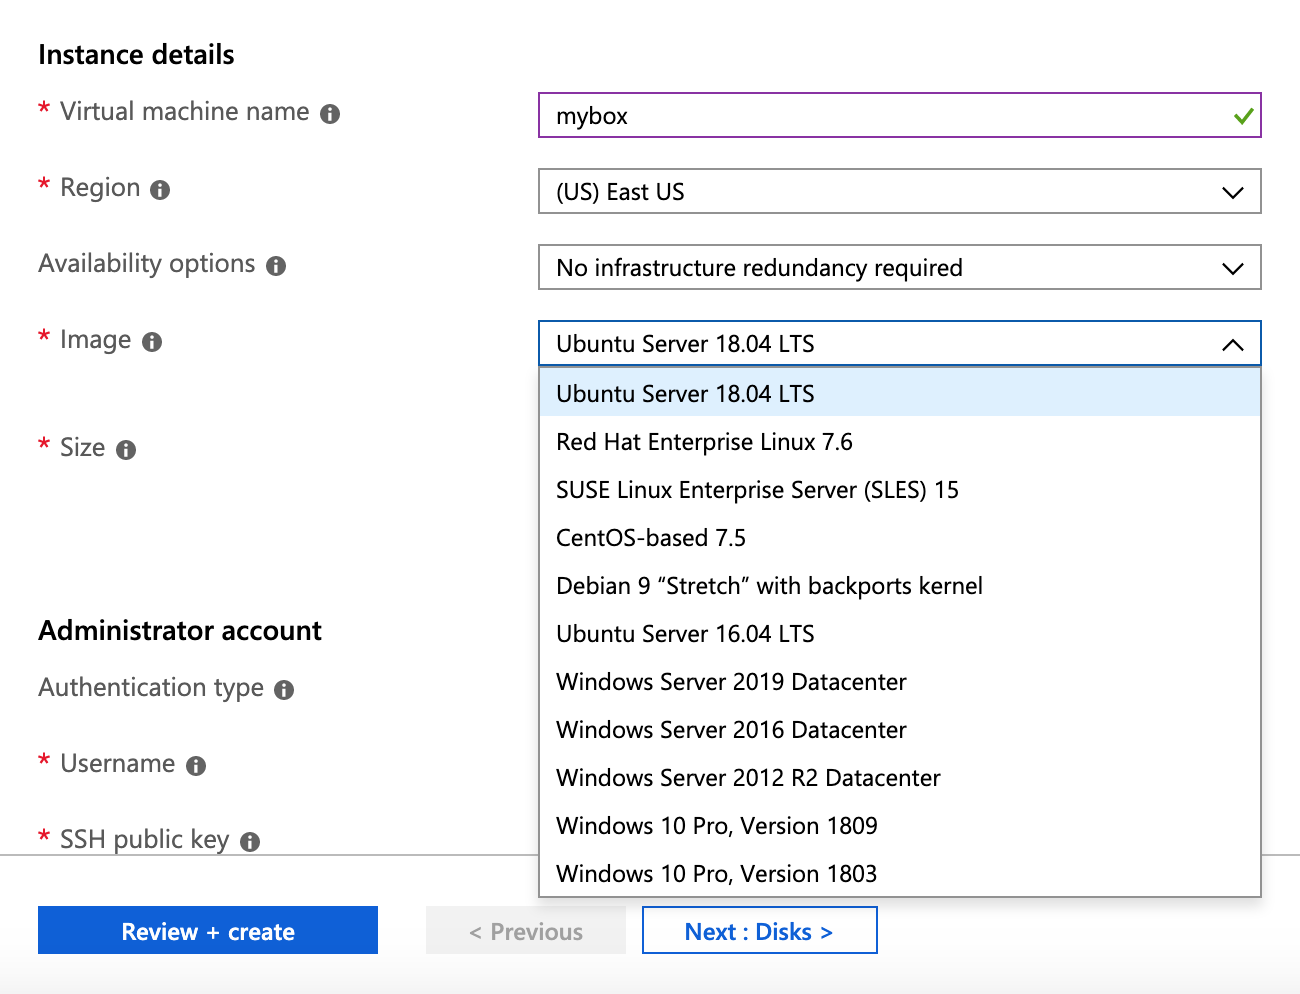 Instance details
* Virtual machine name
mybox
* Region
(US) East US
Availability options
No infrastructure redundancy required
* Image
Ubuntu Server 18.04 LTS
Ubuntu Server 18.04 LTS
Red Hat Enterprise Linux 7.6
SUSE Linux Enterprise Server (SLES) 15
CentOS-based 7.5
Debian 9 “Stretch” with backports kernel
Ubuntu Server 16.04 LTS
Windows Server 2019 Datacenter
Windows Server 2016 Datacenter
Windows Server 2012 R2 Datacenter
Windows 10 Pro, Version 1809
Windows 10 Pro, Version 1803
* Size
Administrator account
Authentication type
* Username
* SSH public key
Review + create
< Previous
Next : Disks >